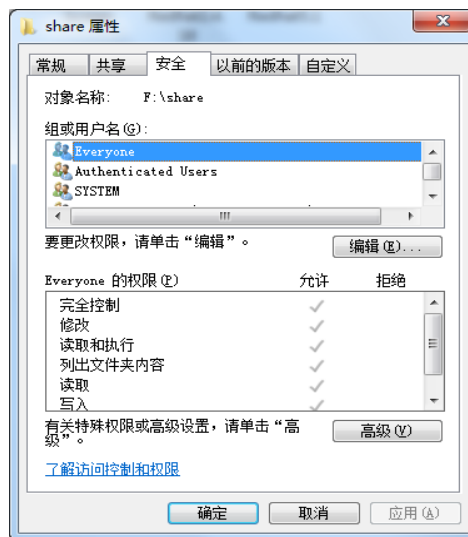 share 属性
常规 共享 安全 以前的版本 自定义
对象名称: F:\share
组或用户名(G):
Everyone
Authenticated Users
SYSTEM
要更改权限，请单击“编辑”。 编辑(E)...
Everyone 的权限(P) 允许 拒绝
完全控制
修改
读取和执行
列出文件夹内容
读取
写入
有关特殊权限或高级设置，请单击“高
级”。
高级(V)
了解访问控制和权限
确定 取消 应用(A)